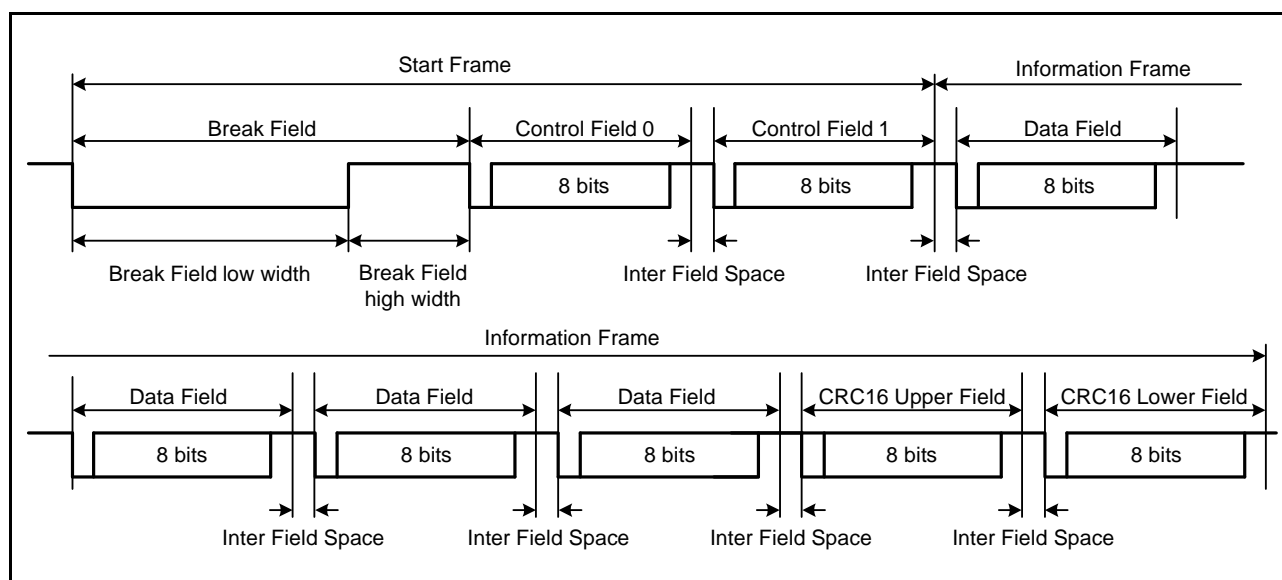 Start Frame
Information Frame
Break Field
Control Field 0
Control Field 1
Data Field
8 bits
8 bits
8 bits
Break Field low width
Break Field
high width
Inter Field Space
Inter Field Space
Information Frame
Data Field
Data Field
Data Field
CRC16 Upper Field
CRC16 Lower Field
8 bits
8 bits
8 bits
8 bits
8 bits
Inter Field Space
Inter Field Space
Inter Field Space
Inter Field Space